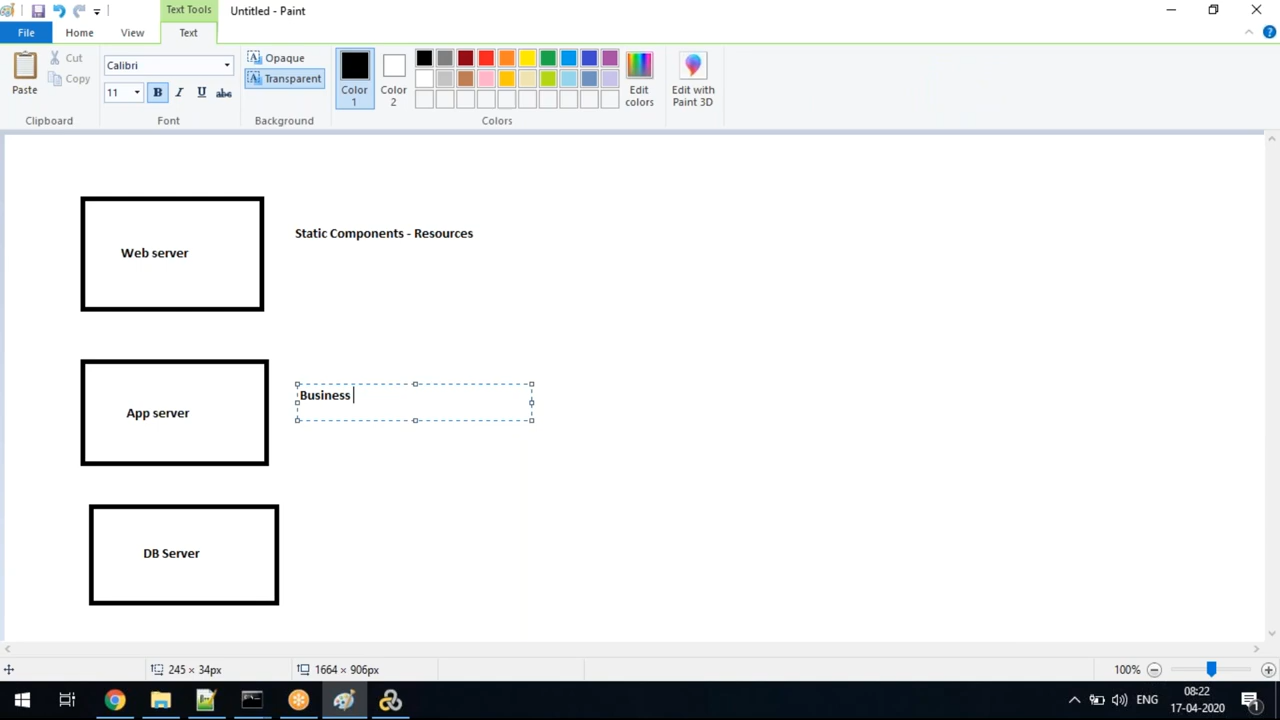 Text Tools
Untitled - Paint
File
Home
View
Text
Paste
Cut
Copy
Clipboard
Calibri
11
B
I
U
abc
Font
Opaque
Transparent
Background
Color
1
Color
2
Edit
colors
Colors
Edit with
Paint 3D
Web server
Static Components - Resources
App server
Business
DB Server
245 × 34px
1664 × 906px
100%
ENG
08:22
17-04-2020
1